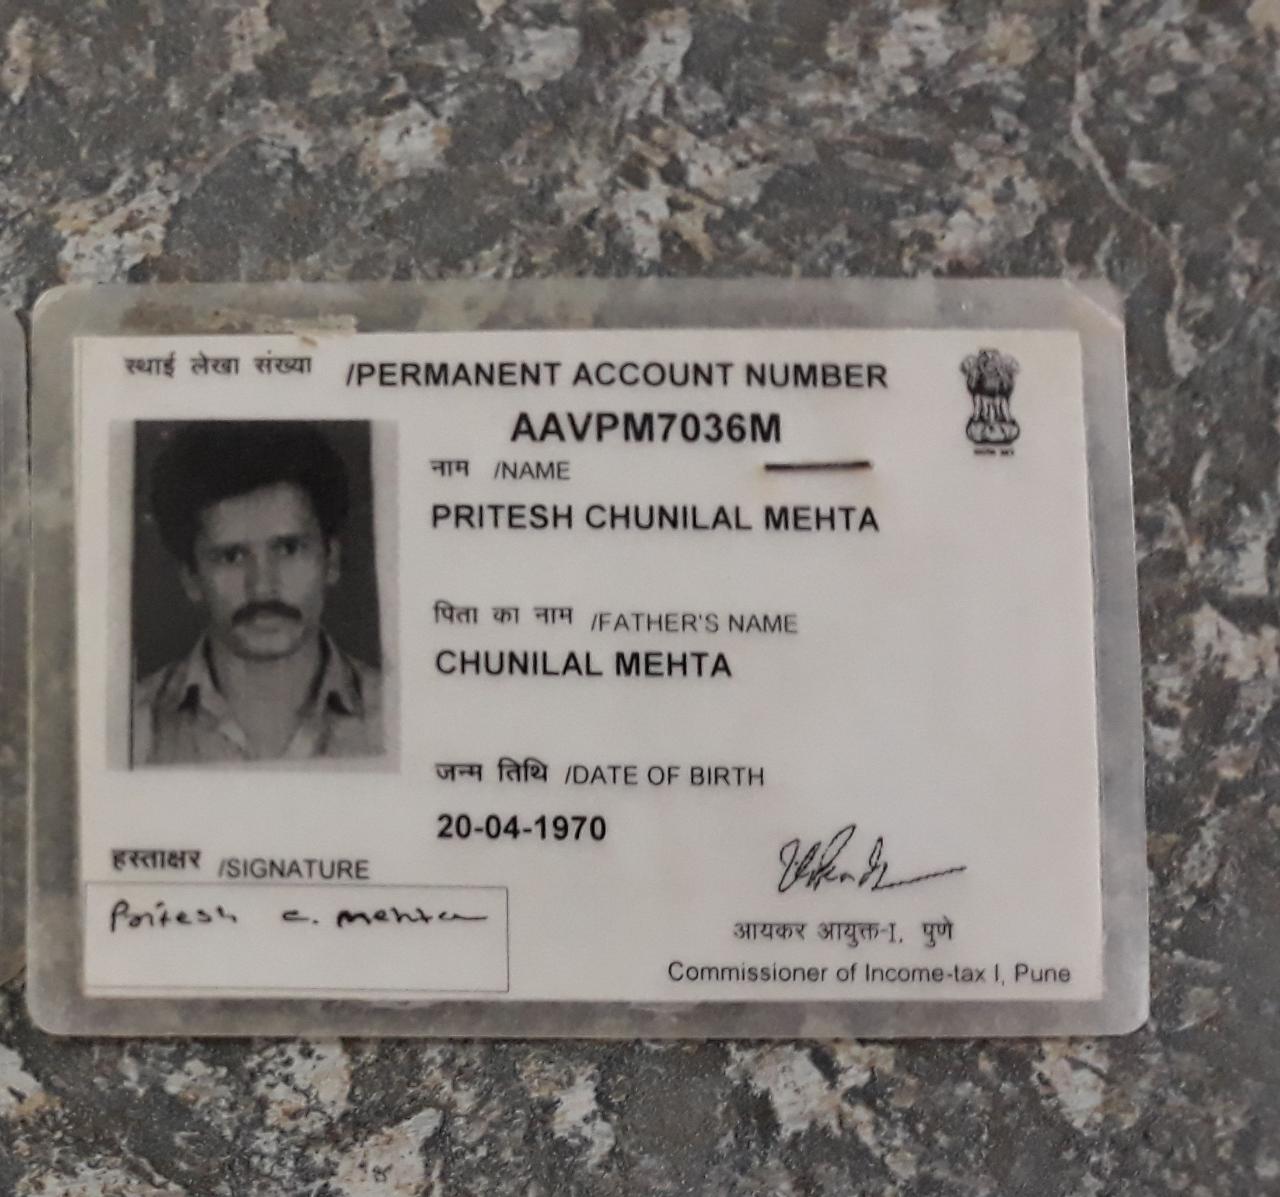 स्थाई लेखा संख्या /PERMANENT ACCOUNT NUMBER
AAVPM7036M
नाम /NAME
PRITESH CHUNILAL MEHTA
पिता का नाम /FATHER'S NAME
CHUNILAL MEHTA
जन्म तिथि /DATE OF BIRTH
20-04-1970
हस्ताक्षर /SIGNATURE
Pritesh c. mehta
आयकर आयुक्त-I, पुणे
Commissioner of Income-tax I, Pune